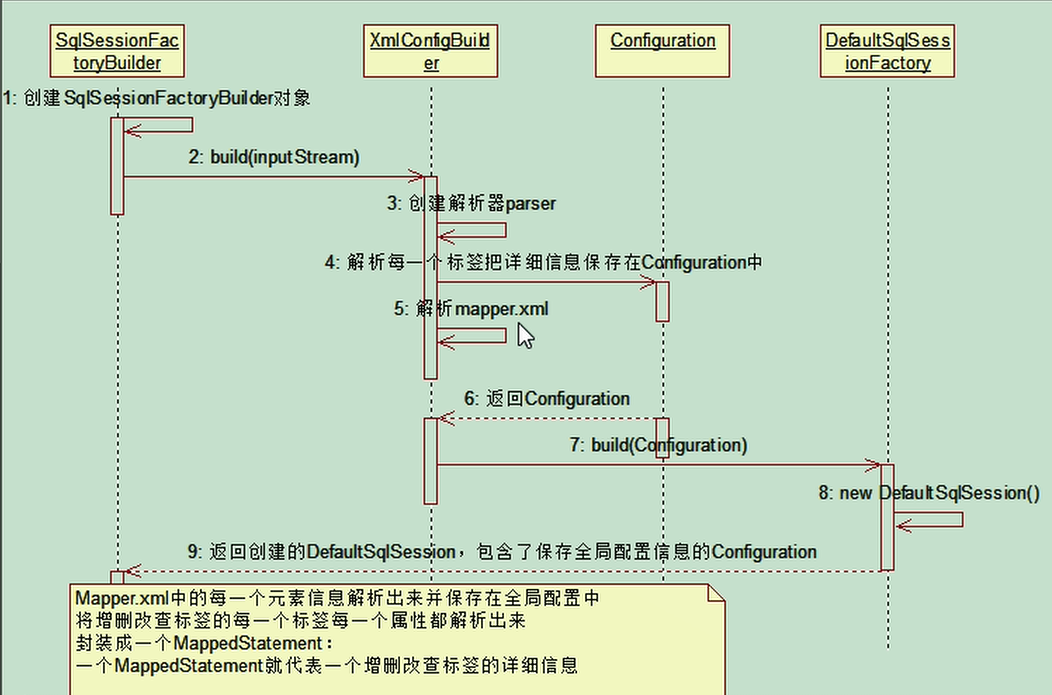 SqlSessionFac
toryBuilder
XmlConfigBuild
er
Configuration
DefaultSqlSess
ionFactory
1: 创建SqlSessionFactoryBuilder对象
2: build(inputStream)
3: 创建解析器parser
4: 解析每一个标签把详细信息保存在Configuration中
5: 解析mapper.xml
6: 返回Configuration
7: build(Configuration)
8: new DefaultSqlSession()
9: 返回创建的DefaultSqlSession，包含了保存全局配置信息的Configuration
Mapper.xml中的每一个元素信息解析出来并保存在全局配置中
将增删改查标签的每一个标签每一个属性都解析出来
封装成一个MappedStatement：
一个MappedStatement就代表一个增删改查标签的详细信息